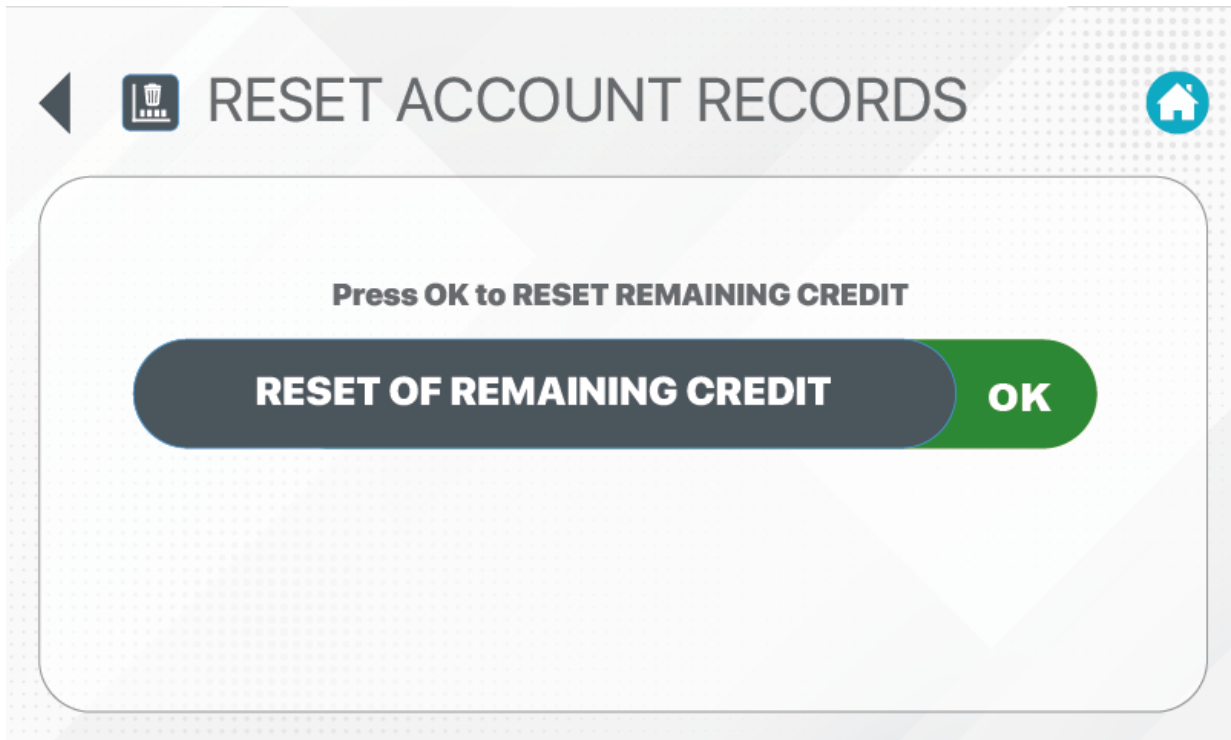 RESET ACCOUNT RECORDS
Press OK to RESET REMAINING CREDIT
RESET OF REMAINING CREDIT
OK